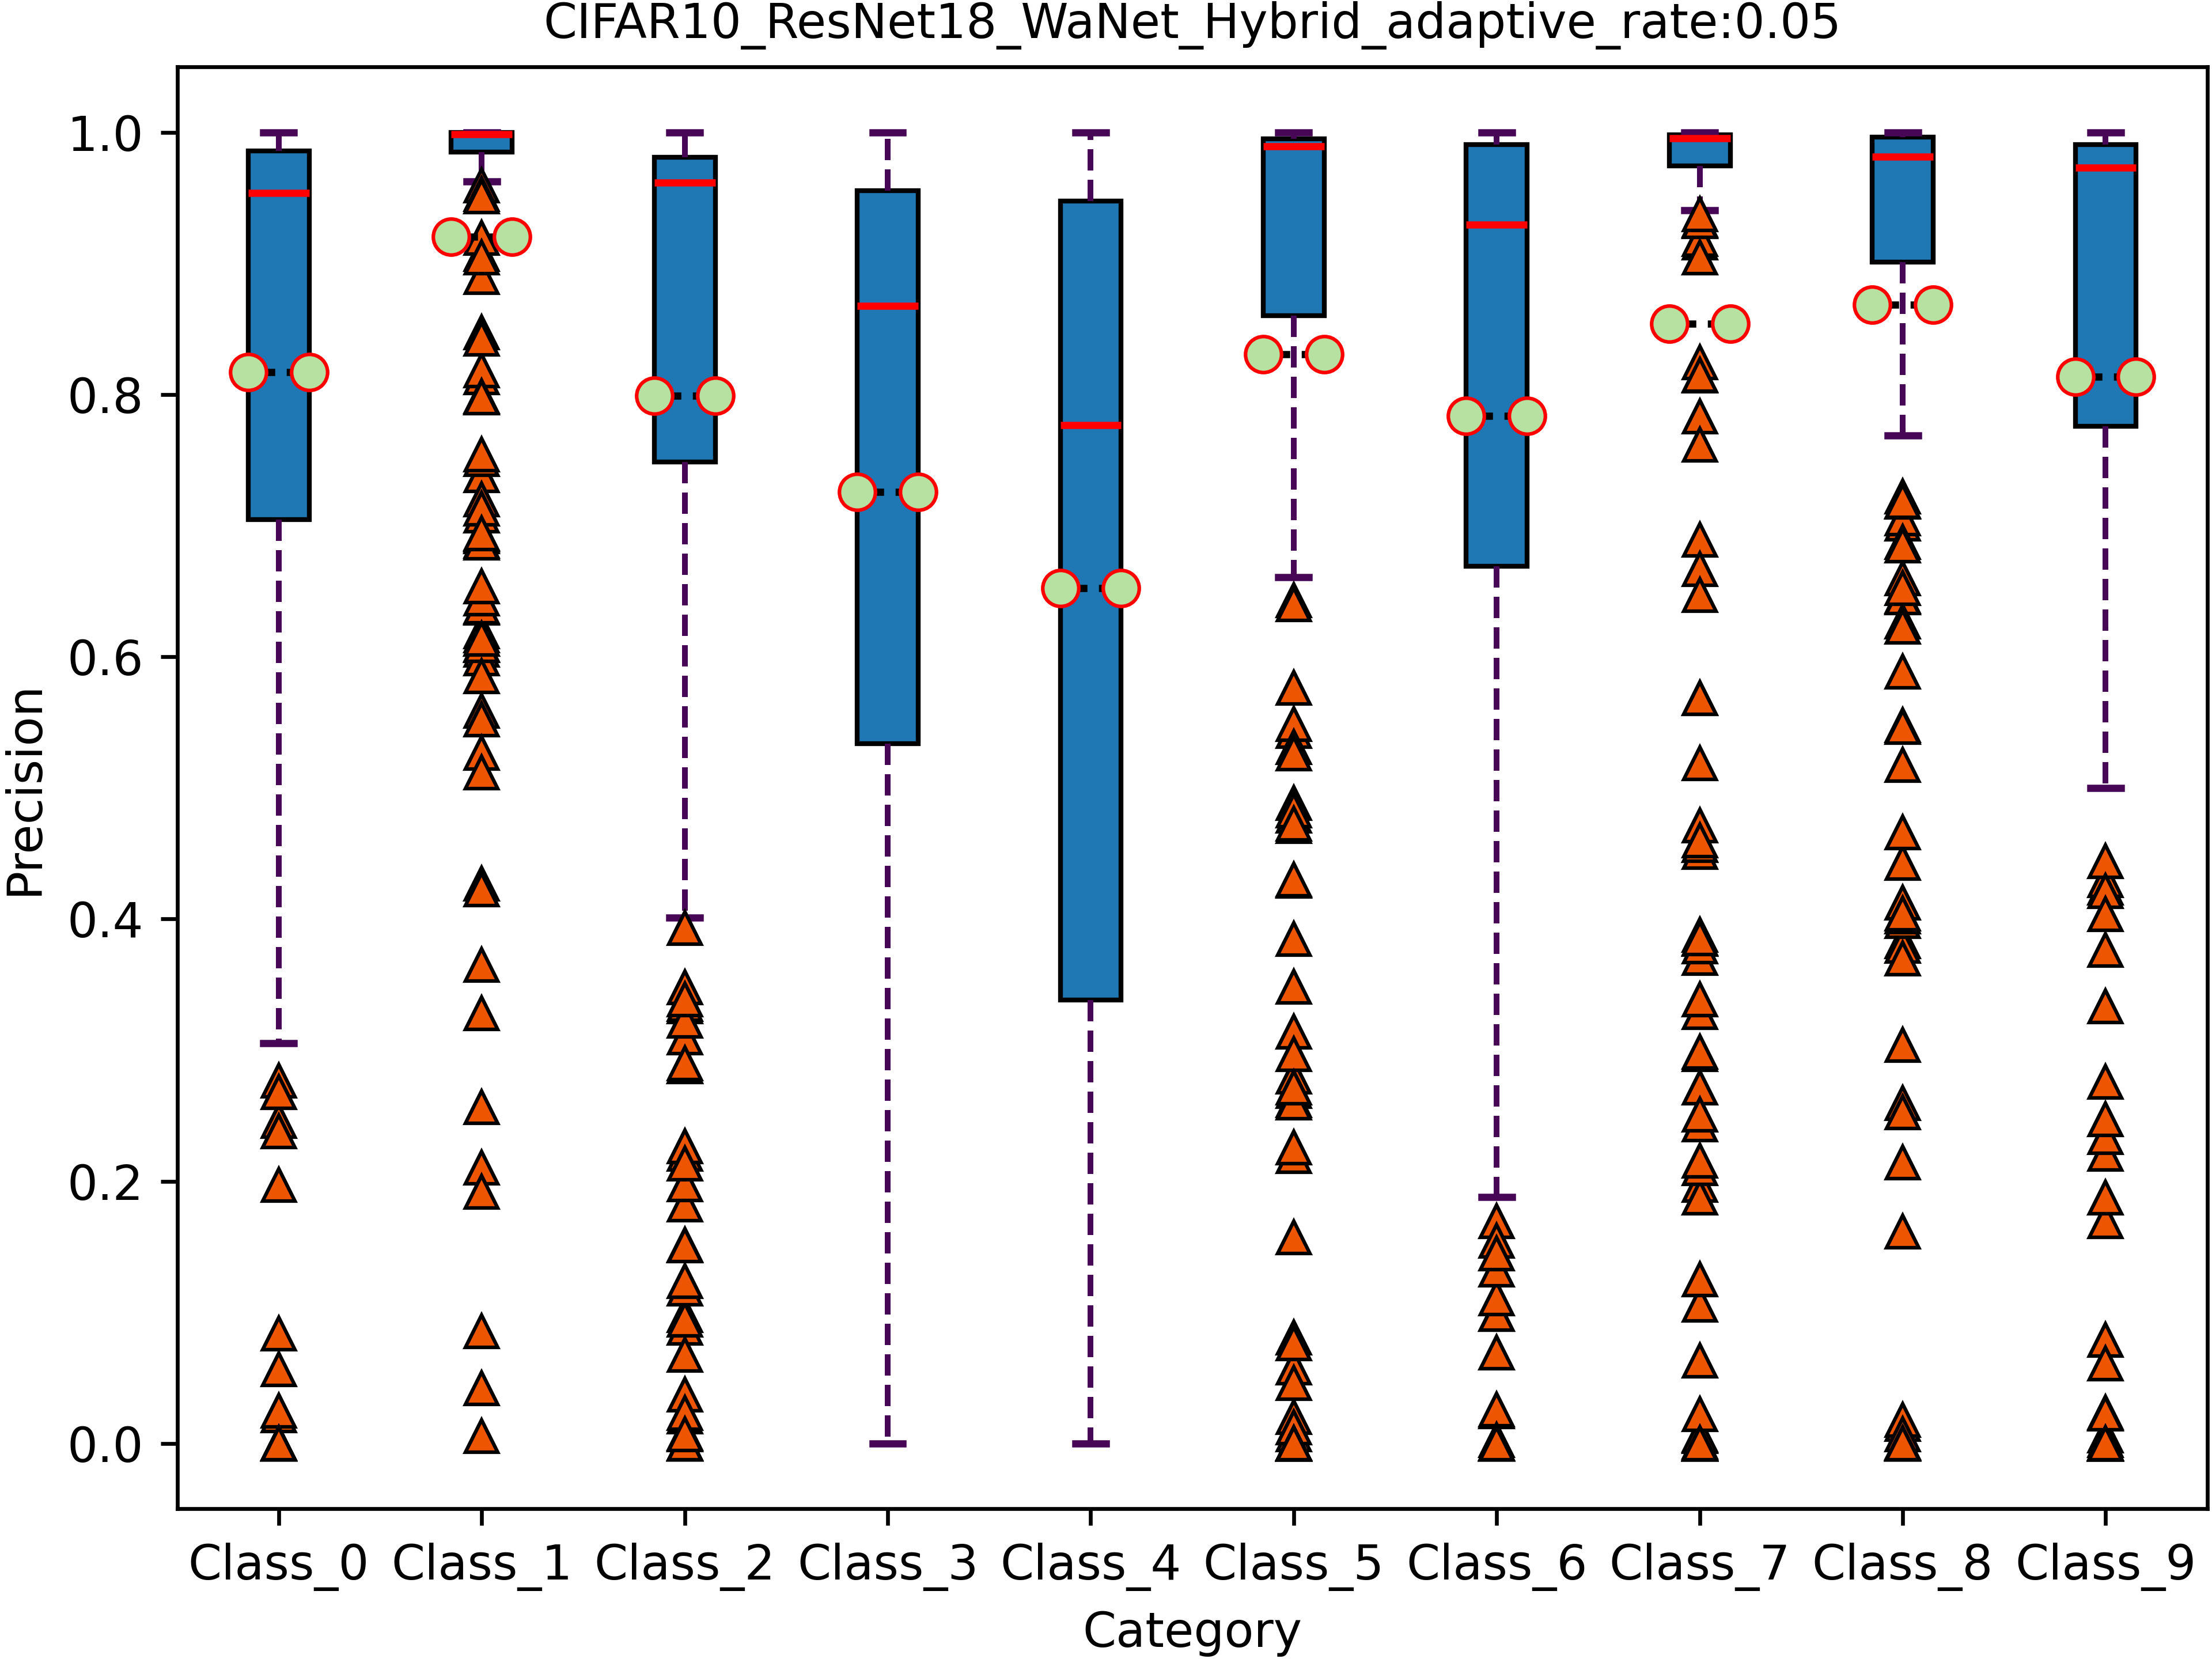 CIFAR10_ResNet18_WaNet_Hybrid_adaptive_rate:0.05
1.0
0.8
0.6
0.4
0.2
0.0
Precision
Class_0 Class_1 Class_2 Class_3 Class_4 Class_5 Class_6 Class_7 Class_8 Class_9
Category